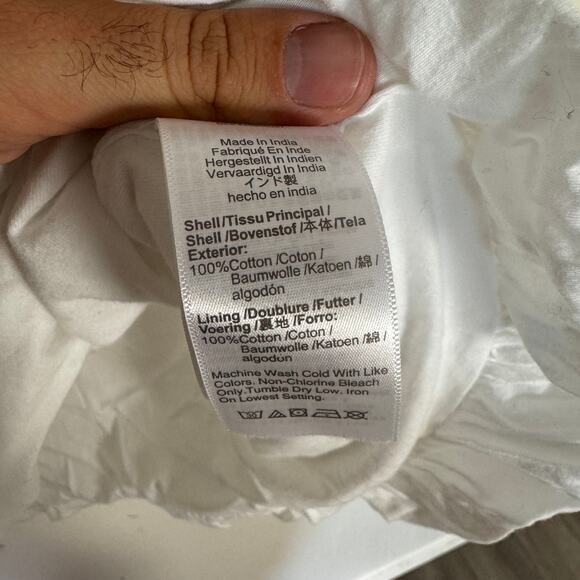 Made In India
Fabriqué En Inde
Hergestellt In Indien
Vervaardigd In India
インド製
hecho en india
Shell/Tissu Principal/
Shell /Bovenstof /本体/Tela
Exterior:
100%Cotton /Coton/
Baumwolle /Katoen /綿/
algodón
Lining /Doublure /Futter/
Voering /裏地 /Forro:
100%Cotton /Coton /
Baumwolle /Katoen /綿/
algodón
Machine Wash Cold With Like
Colors. Non-Chlorine Bleach
Only.Tumble Dry Low. Iron
On Lowest Setting.